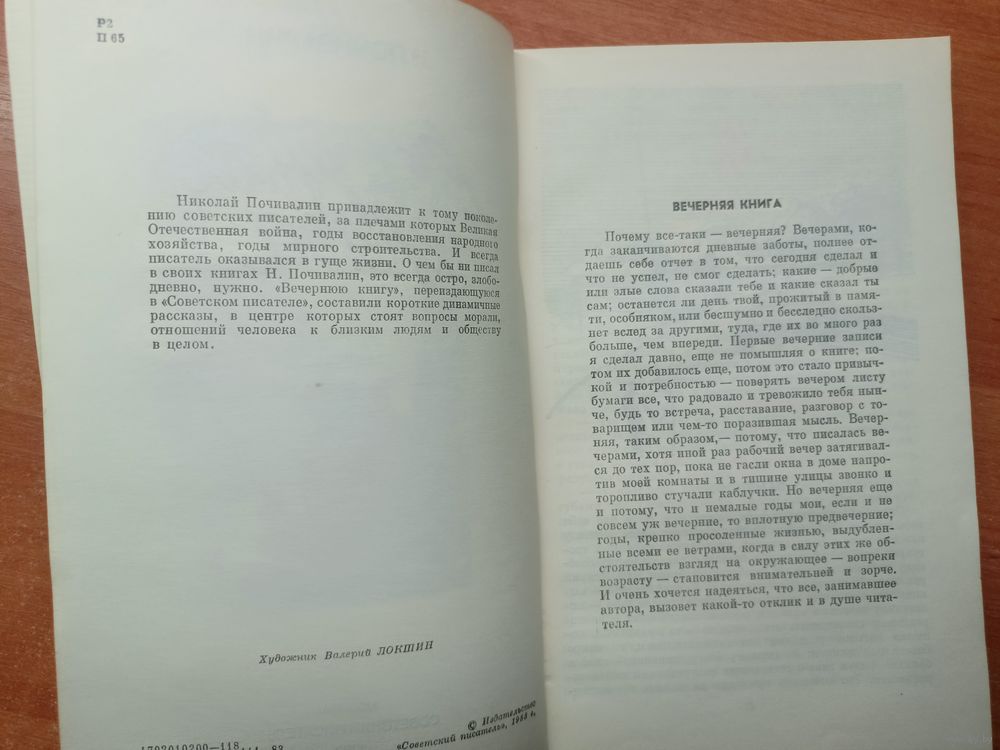 Р2
П 65
Николай Почивалин принадлежит к тому поколе-
нию советских писателей, за плечами которых Великая
Отечественная война, годы восстановления народного
хозяйства, годы мирного строительства. И всегда
писатель оказывался в гуще жизни. О чем бы ни писал
в своих книгах Н. Почивалин, это всегда остро, злобо-
дневно, нужно. «Вечернюю книгу», переиздающуюся
в «Советском писателе», составили короткие динамичные
рассказы, в центре которых стоят вопросы морали,
отношений человека к близким людям и обществу
в целом.
Художник Валерий ЛОКШИН
© Издательство
«Советский писатель», 1983 г.
ВЕЧЕРНЯЯ КНИГА
Почему все-таки — вечерняя? Вечерами, ко-
гда заканчиваются дневные заботы, полнее от-
даешь себе отчет в том, что сегодня сделал и
что не успел, не смог сделать; какие — добрые
или злые слова сказали тебе и какие сказал ты
сам; останется ли день твой, прожитый в памя-
ти, особняком, или бесшумно и бесследно скольз-
нет вслед за другими, туда, где их во много раз
больше, чем впереди. Первые вечерние записи
я сделал давно, еще не помышляя о книге; по-
том их добавилось еще, потом это стало привыч-
кой и потребностью — поверять вечером листу
бумаги все, что радовало и тревожило тебя нын-
че, будь то встреча, расставание, разговор с то-
варищем или чем-то поразившая мысль. Вечер-
няя, таким образом,— потому, что писалась ве-
черами, хотя иной раз рабочий вечер затягивал-
ся до тех пор, пока не гасли окна в доме напро-
тив моей комнаты и в тишине улицы звонко и
торопливо стучали каблучки. Но вечерняя еще
и потому, что и немалые годы мои, если и не
совсем уж вечерние, то вплотную предвечерние;
годы, крепко просоленные жизнью, выдублен-
ные всеми ее ветрами, когда в силу этих же об-
стоятельств взгляд на окружающее — вопреки
возрасту — становится внимательней и зорче.
И очень хочется надеяться, что все, занимавшее
автора, вызовет какой-то отклик и в душе чита-
теля.